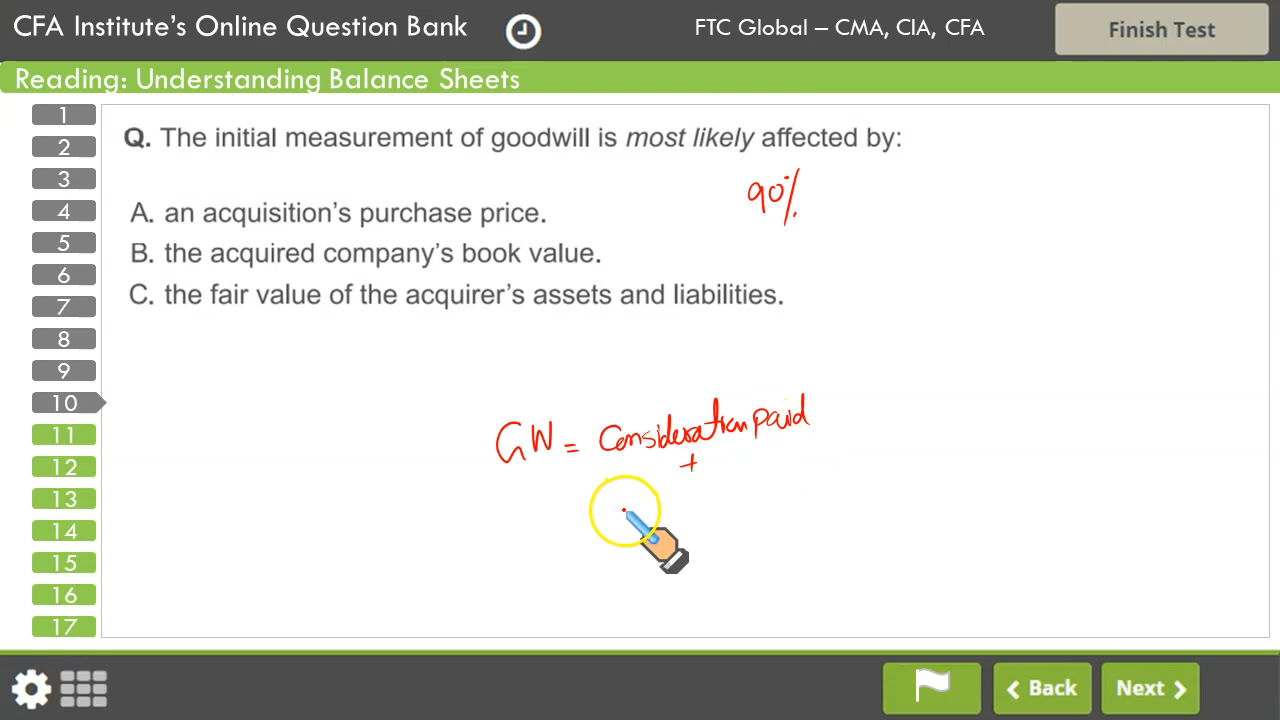 CFA Institute's Online Question Bank
FTC Global – CMA, CIA, CFA
Finish Test
Reading: Understanding Balance Sheets
1
2
3
4
5
6
7
8
9
10
11
12
13
14
15
16
17
Q. The initial measurement of goodwill is most likely affected by:
90%
A. an acquisition's purchase price.
B. the acquired company's book value.
C. the fair value of the acquirer's assets and liabilities.
GW = Consideration paid
+
Back
Next